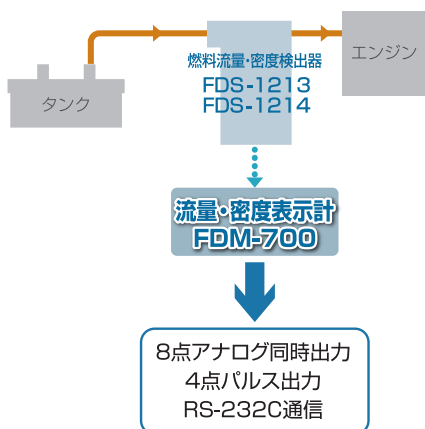 エンジン
燃料流量・密度検出器
FDS-1213
FDS-1214
タンク
流量・密度表示計
FDM-700
8点アナログ同時出力
4点パルス出力
RS-232C通信